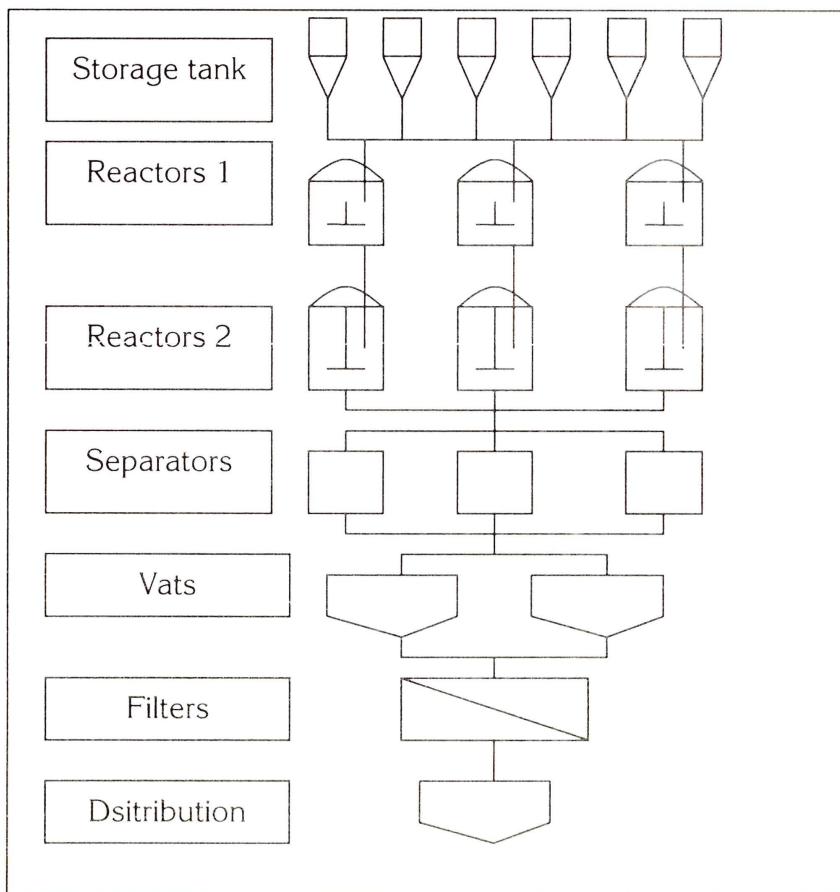 Storage tank
Reactors 1
Reactors 2
Separators
Vats
Filters
Dsitribution